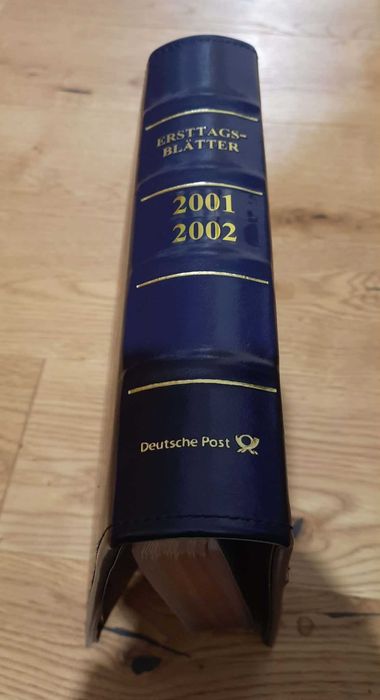 ERSTTAGS-
BLÄTTER
2001
2002
Deutsche Post